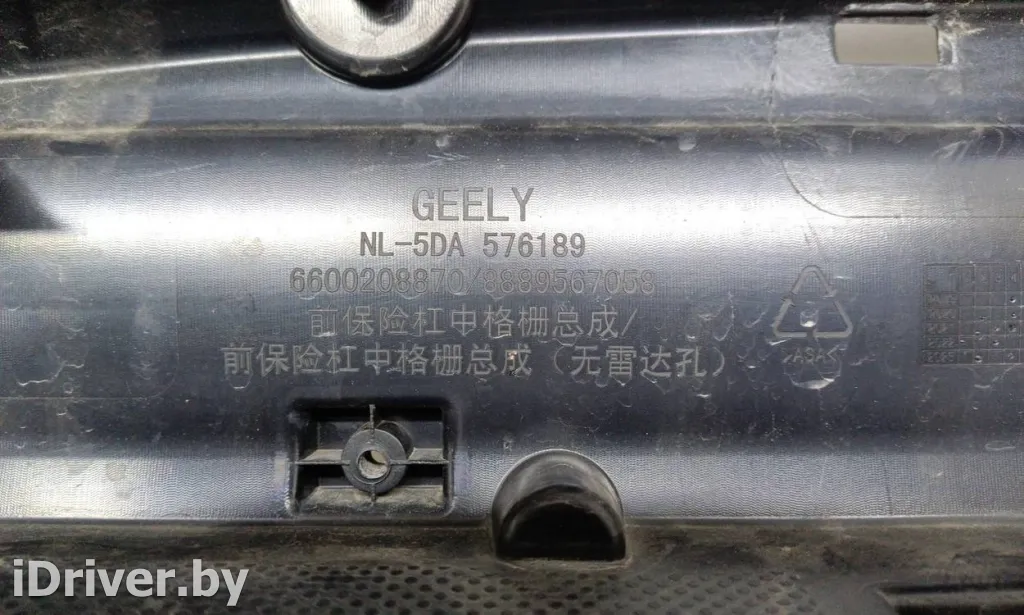 GEELY
NL-5DA 576189
6600208870/8889567058
前保险杠中格栅总成/
前保险杠中格栅总成（无雷达孔）
>ASA<
iDriver.by